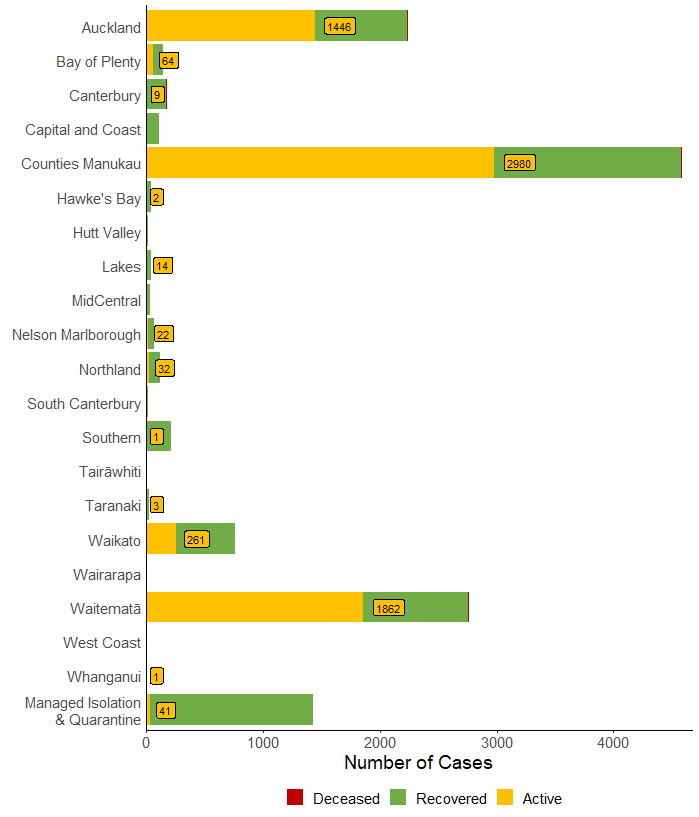 Auckland 1446
Bay of Plenty 64
Canterbury 9
Capital and Coast
Counties Manukau 2980
Hawke's Bay 2
Hutt Valley
Lakes 14
MidCentral
Nelson Marlborough 22
Northland 32
South Canterbury
Southern 1
Tairāwhiti
Taranaki 3
Waikato 261
Wairarapa
Waitematā 1862
West Coast
Whanganui 1
Managed Isolation
& Quarantine 41
0 1000 2000 3000 4000
Number of Cases
Deceased Recovered Active